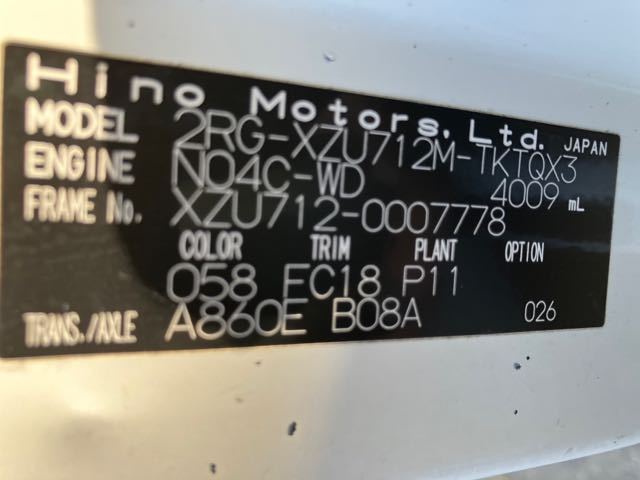 Hino Motors, Ltd. JAPAN
MODEL 2RG-XZU712M-TKTQX3
ENGINE N04C-WD 4009 mL
FRAME No. XZU712-0007778
COLOR TRIM PLANT OPTION
058 FC18 P11
TRANS./AXLE A860E B08A 026